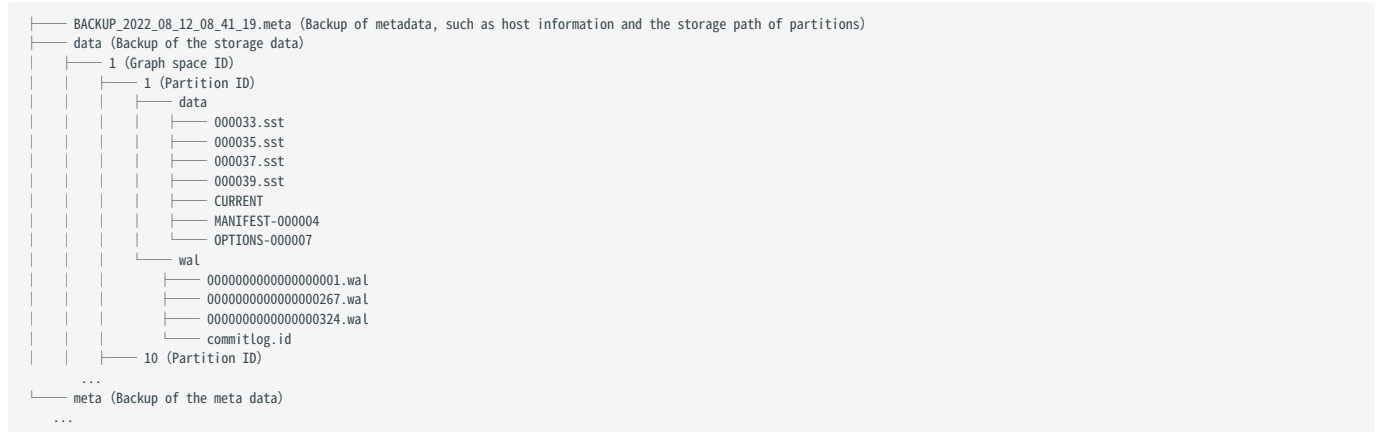 ├── BACKUP_2022_08_12_08_41_19.meta (Backup of metadata, such as host information and the storage path of partitions)
├── data (Backup of the storage data)
│   ├── 1 (Graph space ID)
│   │   ├── 1 (Partition ID)
│   │   │   ├── data
│   │   │   │   ├── 000033.sst
│   │   │   │   ├── 000035.sst
│   │   │   │   ├── 000037.sst
│   │   │   │   ├── 000039.sst
│   │   │   │   ├── CURRENT
│   │   │   │   ├── MANIFEST-000004
│   │   │   │   └── OPTIONS-000007
│   │   │   └── wal
│   │   │       ├── 0000000000000000001.wal
│   │   │       ├── 0000000000000000267.wal
│   │   │       ├── 0000000000000000324.wal
│   │   │       └── commitlog.id
│   │   ├── 10 (Partition ID)
...
└── meta (Backup of the meta data)
...